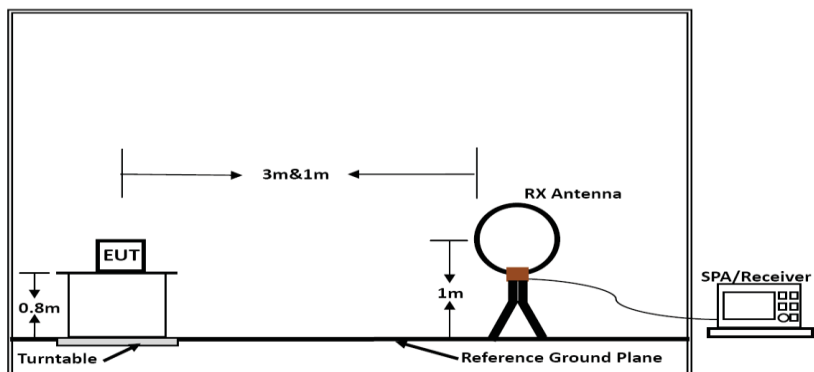 3m&1m
RX Antenna
EUT
SPA/Receiver
0.8m
1m
Turntable
Reference Ground Plane